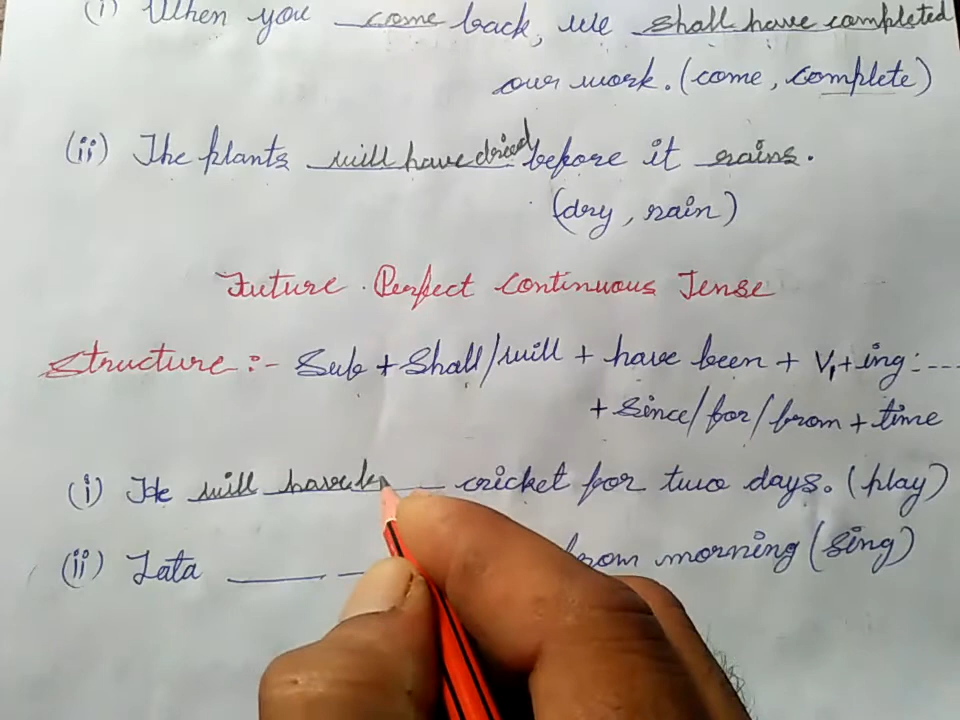 (i) When you come back, we shall have completed
our work. (come, complete)
(ii) The plants will have dried before it rains.
(dry, rain)
Future Perfect Continuous Tense
Structure :- Sub + Shall/will + have been + V1+ing: ----
+ since/for/from + time
(i) He will have b cricket for two days. (play)
(ii) Lata ____ __ from morning (sing)